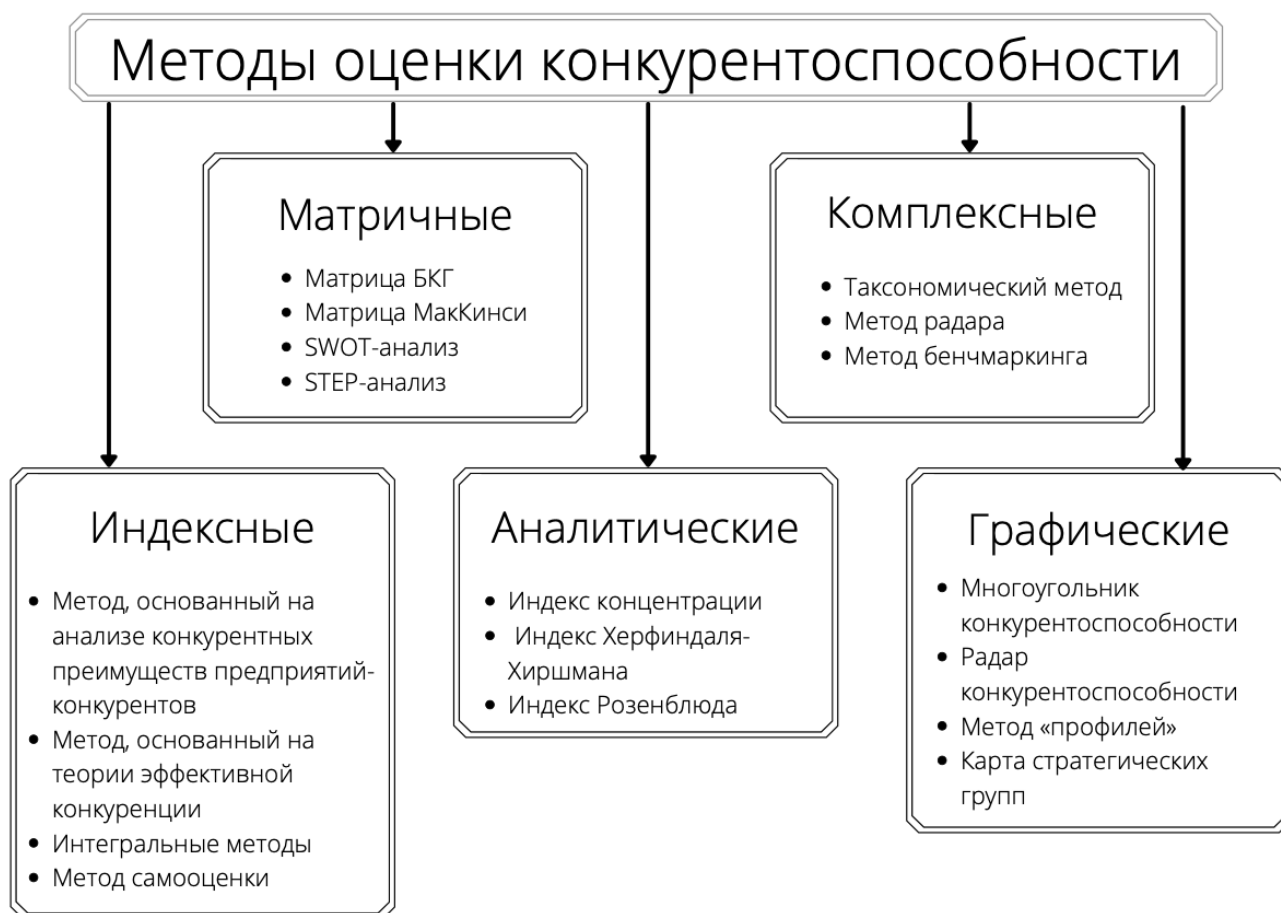 Методы оценки конкурентоспособности
Матричные
• Матрица БКГ
• Матрица МакКинси
• SWOT-анализ
• STEP-анализ
Комплексные
• Таксономический метод
• Метод радара
• Метод бенчмаркинга
Индексные
• Метод, основанный на
анализе конкурентных
преимуществ предприятий-
конкурентов
• Метод, основанный на
теории эффективной
конкуренции
• Интегральные методы
• Метод самооценки
Аналитические
• Индекс концентрации
• Индекс Херфиндаля-
Хиршмана
• Индекс Розенблюда
Графические
• Многоугольник
конкурентоспособности
• Радар
конкурентоспособности
• Метод «профилей»
• Карта стратегических
групп